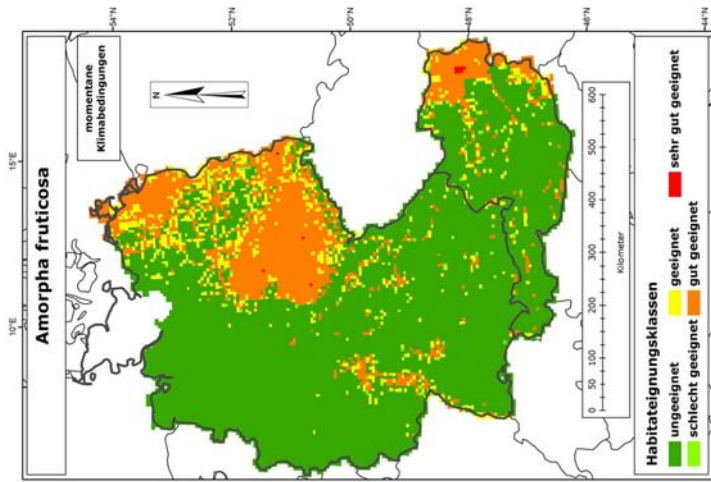 Amorpha fruticosa
momentane
Klimabedingungen
10°E
15°E
54°N
52°N
50°N
48°N
46°N
44°N
N
0 50 100 200 300 400 500 600
Kilometer
Habitateignungsklassen
ungeeignet
geeignet
sehr gut geeignet
schlecht geeignet
gut geeignet